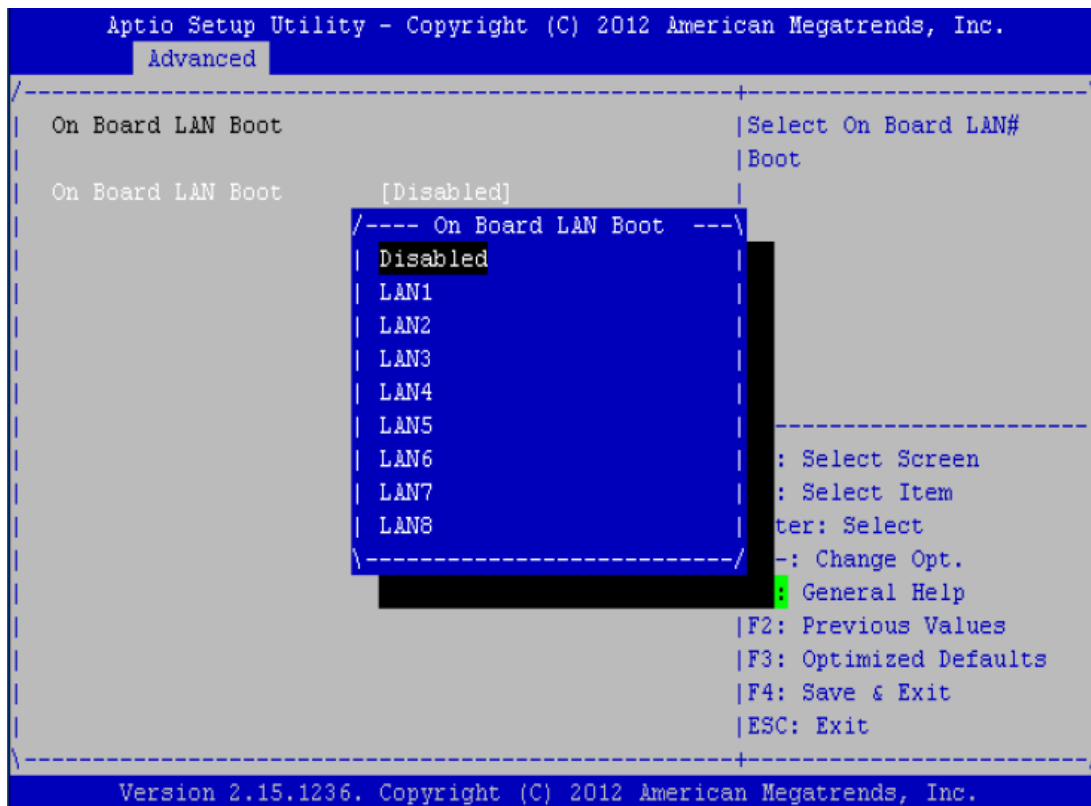 Aptio Setup Utility - Copyright (C) 2012 American Megatrends, Inc.
Advanced
On Board LAN Boot
Select On Board LAN#
Boot
On Board LAN Boot [Disabled]
---- On Board LAN Boot ---
Disabled
LAN1
LAN2
LAN3
LAN4
LAN5
LAN6
LAN7
LAN8
: Select Screen
: Select Item
ter: Select
-: Change Opt.
: General Help
F2: Previous Values
F3: Optimized Defaults
F4: Save & Exit
ESC: Exit
Version 2.15.1236. Copyright (C) 2012 American Megatrends, Inc.